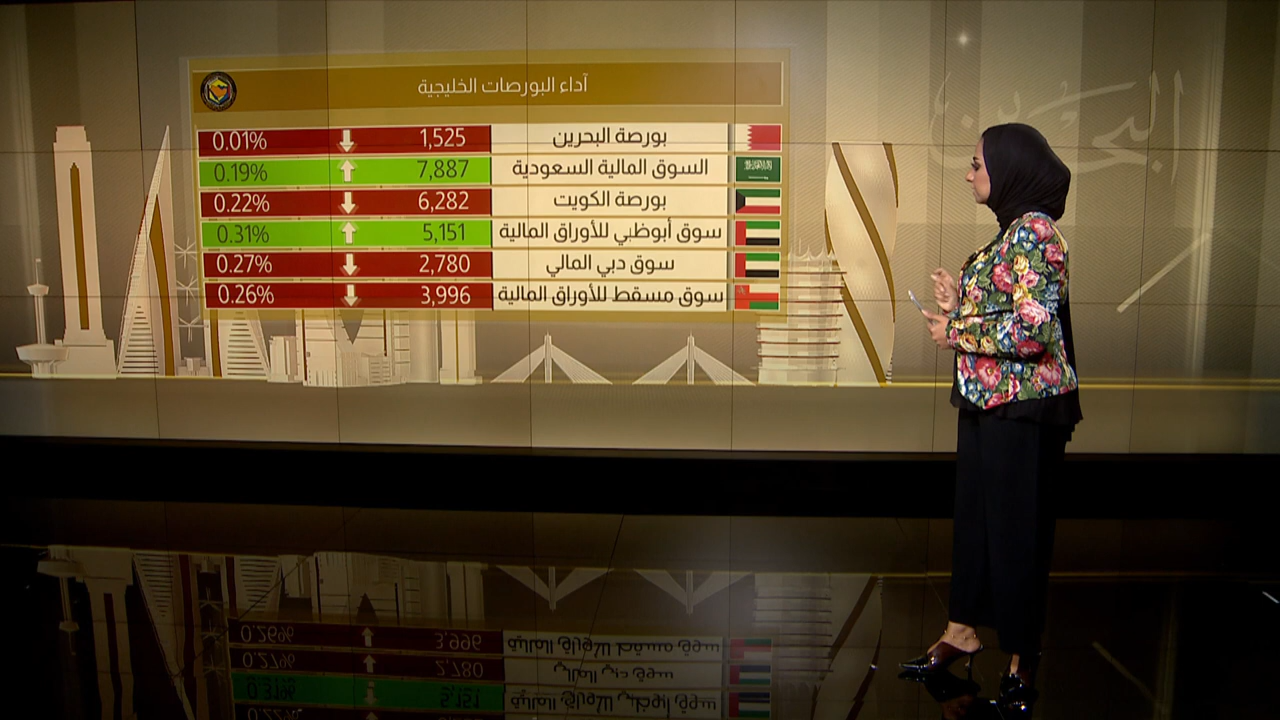 آداء البورصات الخليجية
بورصة البحرين 1,525 0.01%
السوق المالية السعودية 7,887 0.19%
بورصة الكويت 6,282 0.22%
سوق أبوظبي للأوراق المالية 5,151 0.31%
سوق دبي المالي 2,780 0.27%
سوق مسقط للأوراق المالية 3,996 0.26%
البحرين